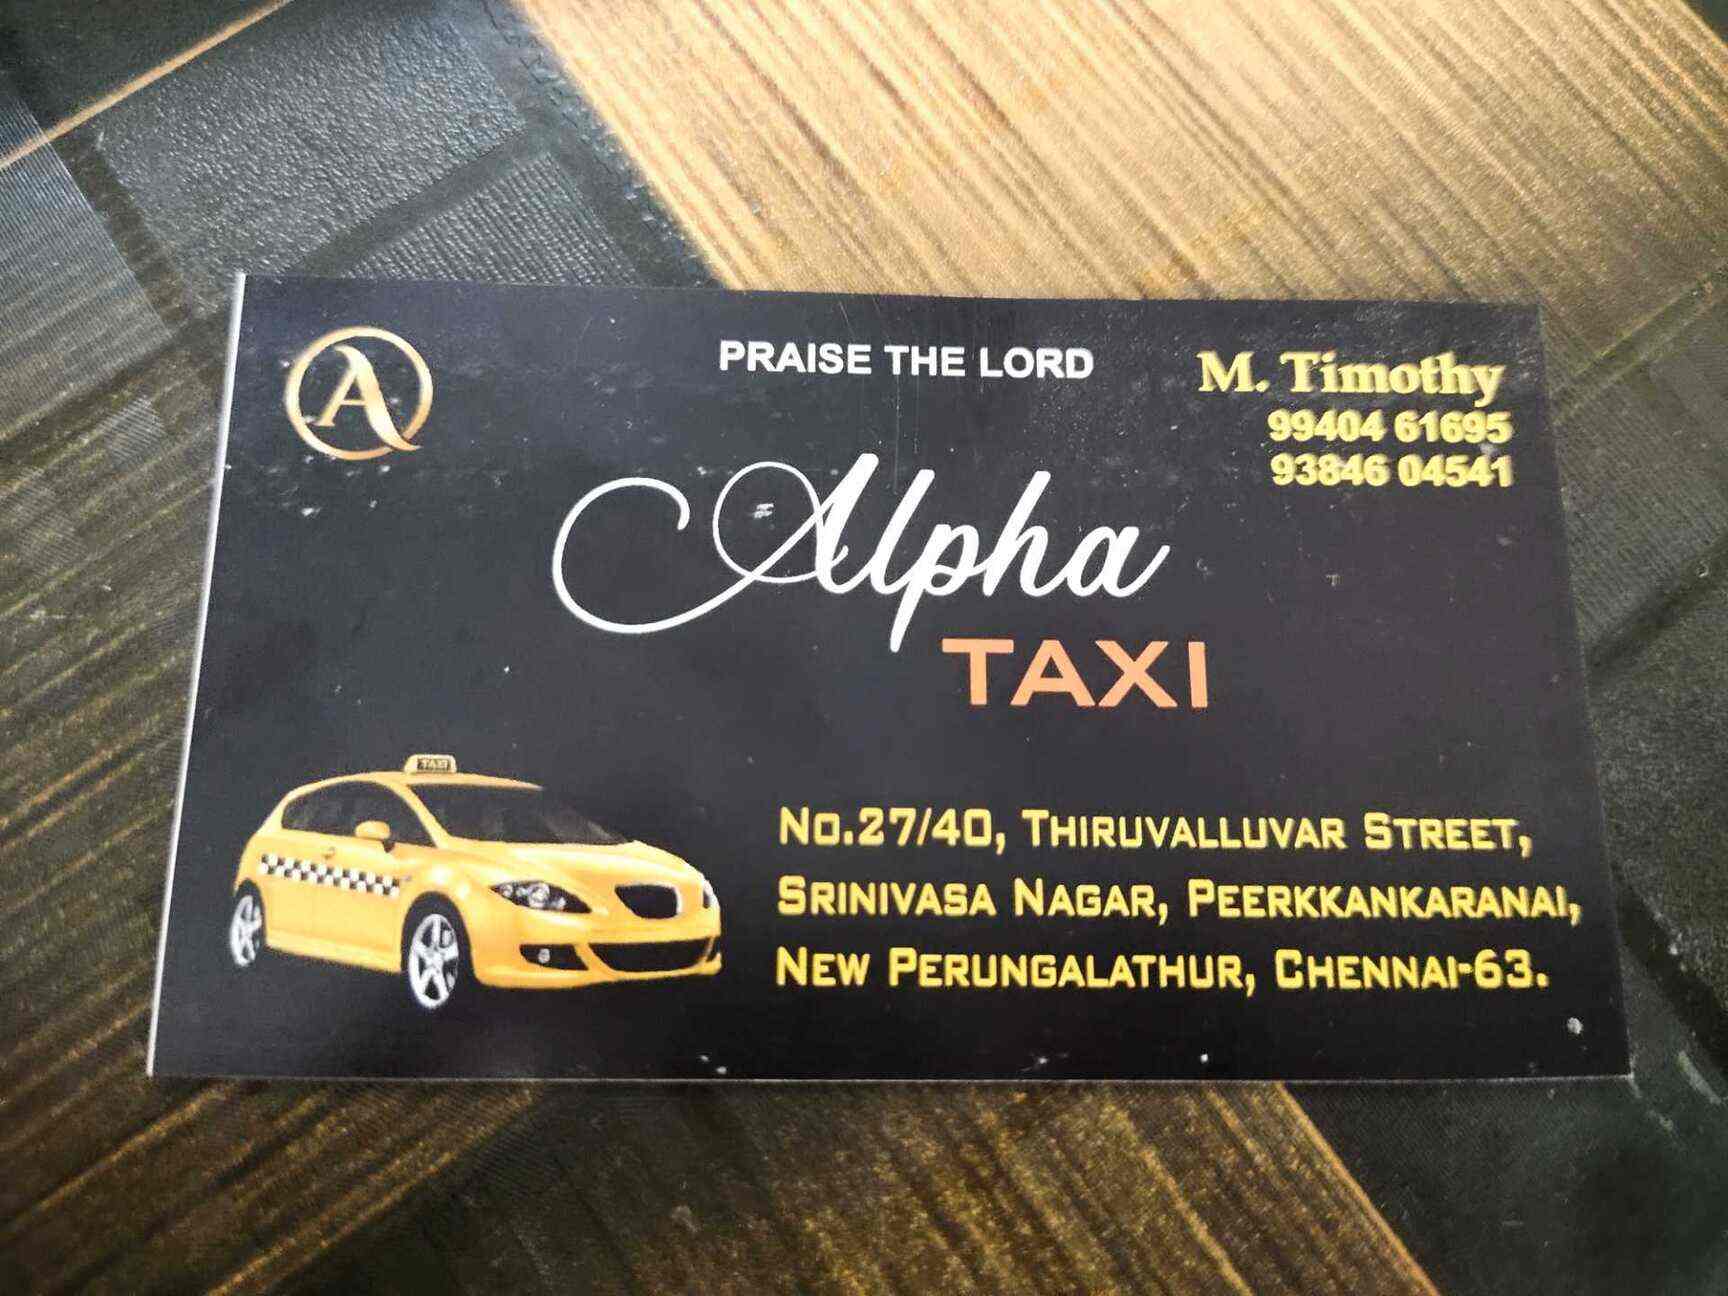 A
PRAISE THE LORD
M. Timothy
99404 61695
93846 04541
Alpha
TAXI
TAXI
No.27/40, Thiruvalluvar Street,
Srinivasa Nagar, Peerkkankaranai,
New Perungalathur, Chennai-63.